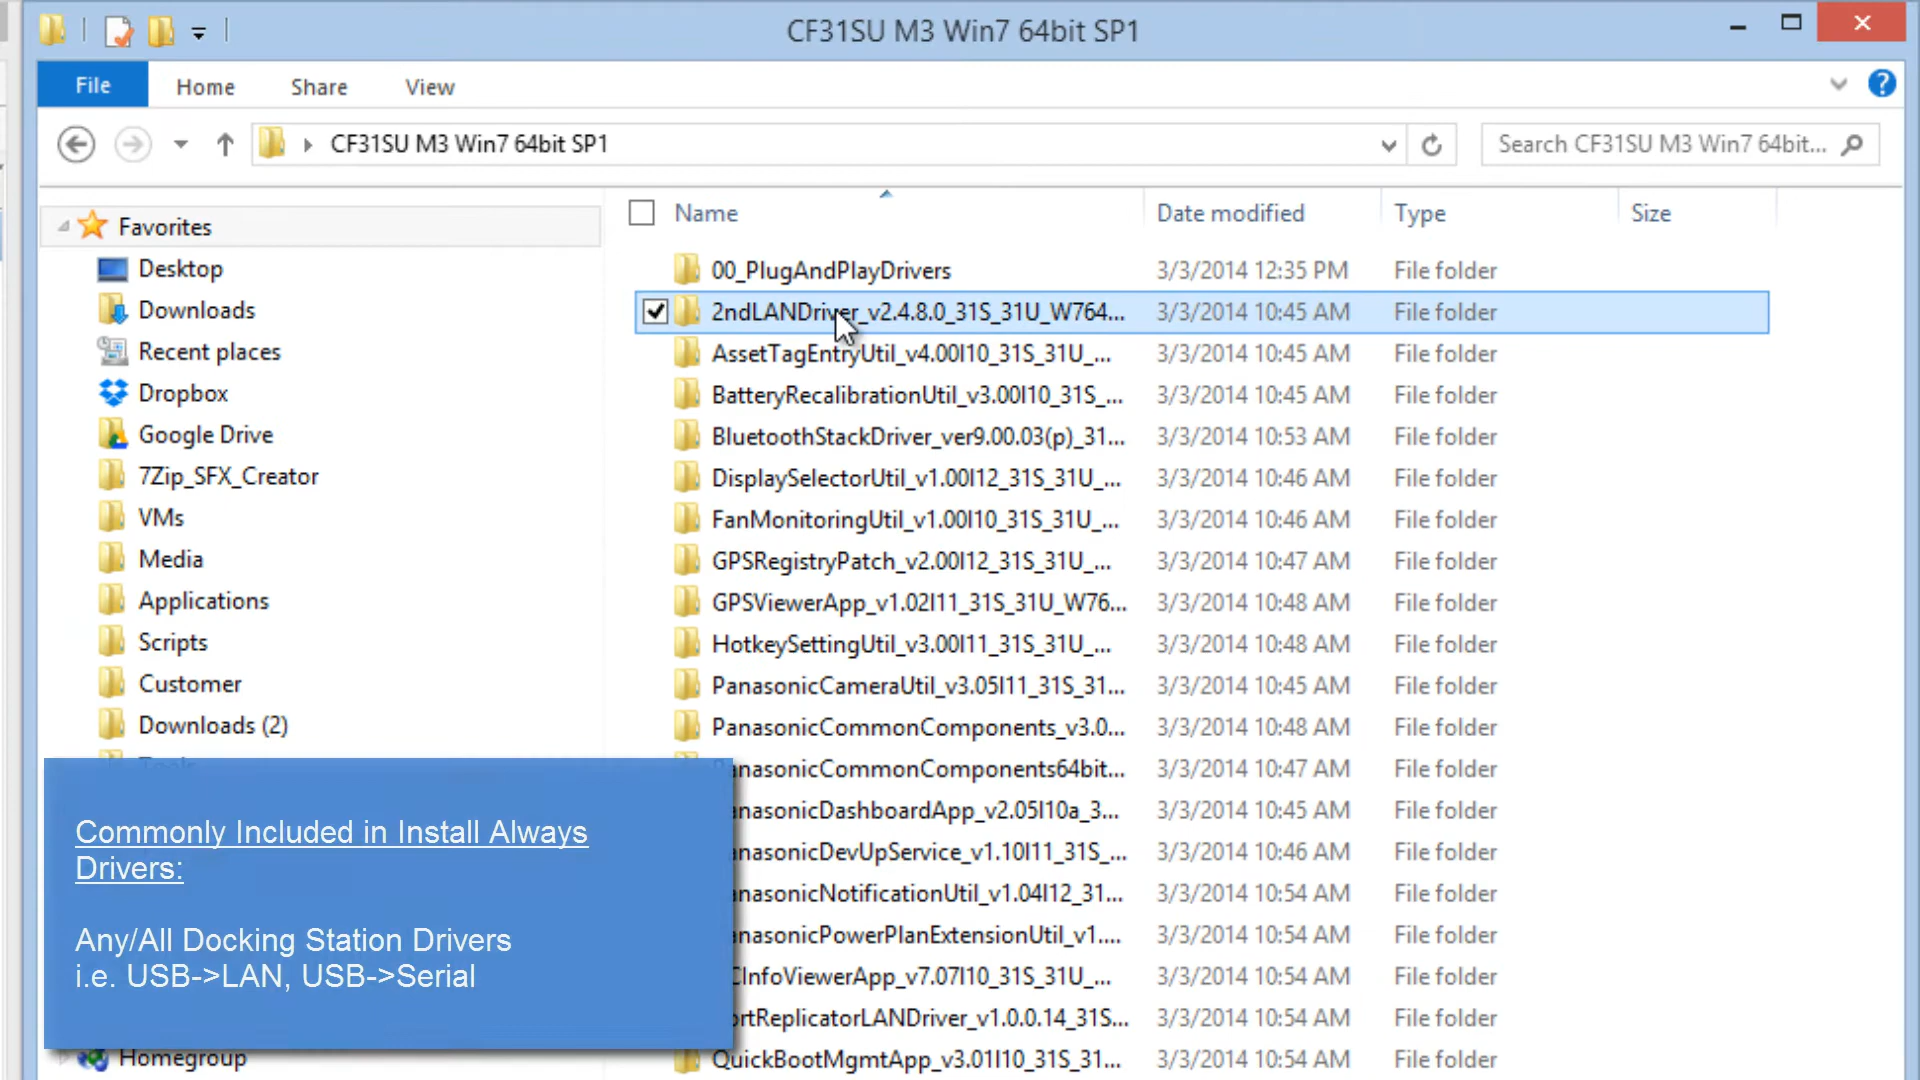 CF31SU M3 Win7 64bit SP1
File Home Share View
CF31SU M3 Win7 64bit SP1
Search CF31SU M3 Win7 64bit...
Name Date modified Type Size
Favorites
Desktop
Downloads
Recent places
Dropbox
Google Drive
7Zip_SFX_Creator
VMs
Media
Applications
Scripts
Customer
Downloads (2)
Homegroup
00_PlugAndPlayDrivers 3/3/2014 12:35 PM File folder
2ndLANDriver_v2.4.8.0_31S_31U_W764... 3/3/2014 10:45 AM File folder
AssetTagEntryUtil_v4.00l10_31S_31U_... 3/3/2014 10:45 AM File folder
BatteryRecalibrationUtil_v3.00l10_31S_... 3/3/2014 10:45 AM File folder
BluetoothStackDriver_ver9.00.03(p)_31... 3/3/2014 10:53 AM File folder
DisplaySelectorUtil_v1.00l12_31S_31U_... 3/3/2014 10:46 AM File folder
FanMonitoringUtil_v1.00l10_31S_31U_... 3/3/2014 10:46 AM File folder
GPSRegistryPatch_v2.00l12_31S_31U_... 3/3/2014 10:47 AM File folder
GPSViewerApp_v1.02l11_31S_31U_W76... 3/3/2014 10:48 AM File folder
HotkeySettingUtil_v3.00l11_31S_31U_... 3/3/2014 10:48 AM File folder
PanasonicCameraUtil_v3.05l11_31S_31... 3/3/2014 10:45 AM File folder
PanasonicCommonComponents_v3.0... 3/3/2014 10:48 AM File folder
anasonicCommonComponents64bit... 3/3/2014 10:47 AM File folder
anasonicDashboardApp_v2.05l10a_3... 3/3/2014 10:45 AM File folder
anasonicDevUpService_v1.10l11_31S_... 3/3/2014 10:46 AM File folder
anasonicNotificationUtil_v1.04l12_31... 3/3/2014 10:54 AM File folder
anasonicPowerPlanExtensionUtil_v1.... 3/3/2014 10:54 AM File folder
CInfoViewerApp_v7.07l10_31S_31U_... 3/3/2014 10:54 AM File folder
ortReplicatorLANDriver_v1.0.0.14_31S... 3/3/2014 10:54 AM File folder
QuickBootMgmtApp_v3.01l10_31S_31... 3/3/2014 10:54 AM File folder
Commonly Included in Install Always
Drivers:
Any/All Docking Station Drivers
i.e. USB->LAN, USB->Serial